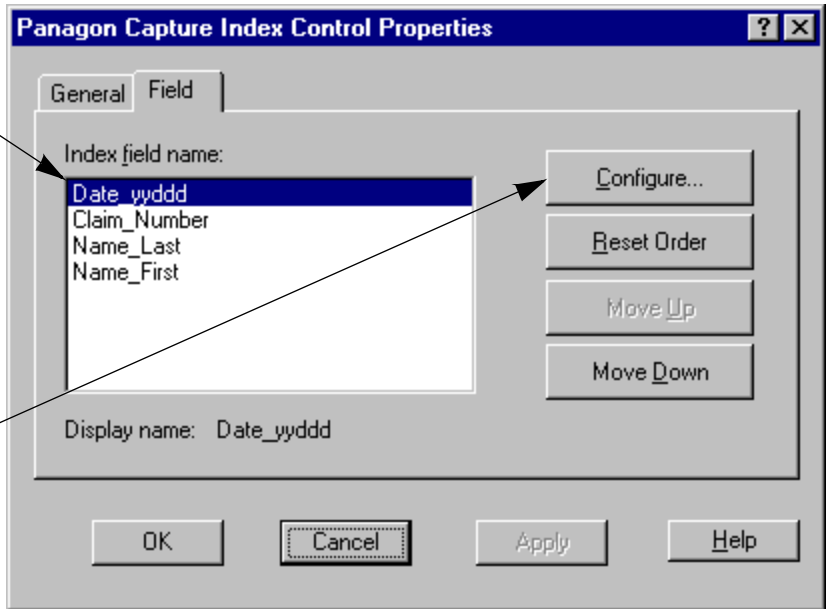 Panagon Capture Index Control Properties
? ×
General Field
Index field name:
Date_yyddd
Claim_Number
Name_Last
Name_First
Configure...
Reset Order
Move Up
Move Down
Display name: Date_yyddd
OK Cancel Apply Help